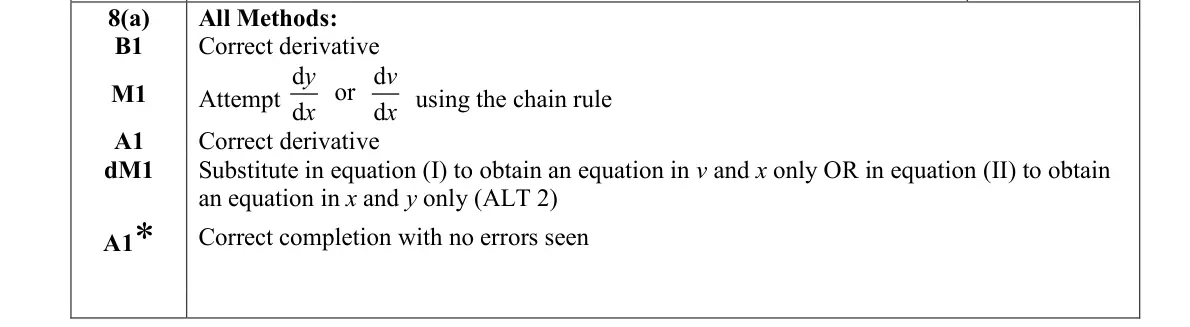 8(a) All Methods:
B1 Correct derivative
M1 Attempt dy/dx or dv/dx using the chain rule
A1 Correct derivative
dM1 Substitute in equation (I) to obtain an equation in v and x only OR in equation (II) to obtain
an equation in x and y only (ALT 2)
A1* Correct completion with no errors seen